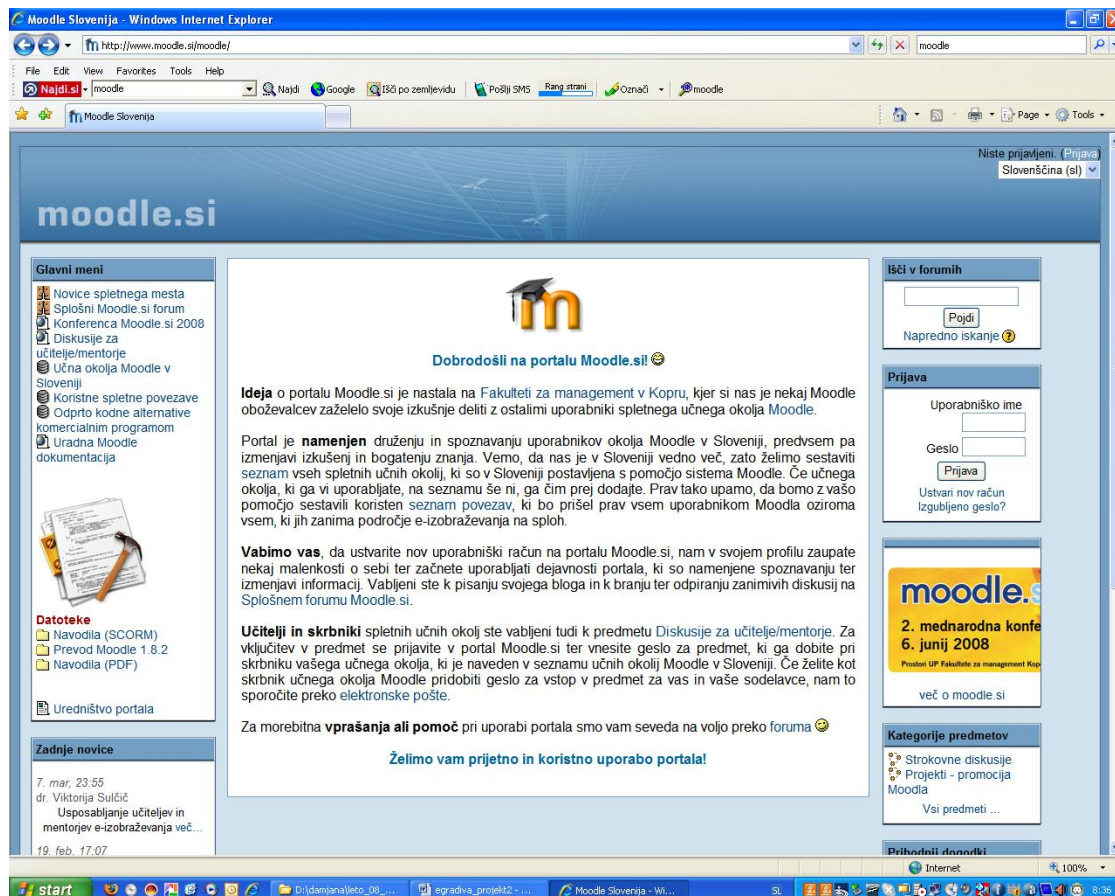 Moodle Slovenija - Windows Internet Explorer
http://www.moodle.si/moodle/
moodle
File Edit View Favorites Tools Help
Najdi.si moodle Najdi Google Išči po zemljevidu Pošlji SMS Rang strani Označi moodle
Moodle Slovenija
Page Tools
Niste prijavljeni. (Prijava)
Slovenščina (sl)
moodle.si
Glavni meni
Novice spletnega mesta
Splošni Moodle.si forum
Konferenca Moodle.si 2008
Diskusije za
učitelje/mentorje
Učna okolja Moodle v
Sloveniji
Koristne spletne povezave
Odprto kodne alternative
komercialnim programom
Uradna Moodle
dokumentacija
Datoteke
Navodila (SCORM)
Prevod Moodle 1.8.2
Navodila (PDF)
Uredništvo portala
Zadnje novice
7. mar, 23:55
dr. Viktorija Sulčič
Usposabljanje učiteljev in
mentorjev e-izobraževanja več...
19. feb, 17:07
m
Dobrodošli na portalu Moodle.si!
Ideja o portalu Moodle.si je nastala na Fakulteti za management v Kopru, kjer si nas je nekaj Moodle
oboževalcev zaželelo svoje izkušnje deliti z ostalimi uporabniki spletnega učnega okolja Moodle.
Portal je namenjen druženju in spoznavanju uporabnikov okolja Moodle v Sloveniji, predvsem pa
izmenjavi izkušenj in bogatenju znanja. Vemo, da nas je v Sloveniji vedno več, zato želimo sestaviti
seznam vseh spletnih učnih okolij, ki so v Sloveniji postavljena s pomočjo sistema Moodle. Če učnega
okolja, ki ga vi uporabljate, na seznamu še ni, ga čim prej dodajte. Prav tako upamo, da bomo z vašo
pomočjo sestavili koristen seznam povezav, ki bo prišel prav vsem uporabnikom Moodla oziroma
vsem, ki jih zanima področje e-izobraževanja na sploh.
Vabimo vas, da ustvarite nov uporabniški račun na portalu Moodle.si, nam v svojem profilu zaupate
nekaj malenkosti o sebi ter začnete uporabljati dejavnosti portala, ki so namenjene spoznavanju ter
izmenjavi informacij. Vabljeni ste k pisanju svojega bloga in k branju ter odpiranju zanimivih diskusij na
Splošnem forumu Moodle.si.
Učitelji in skrbniki spletnih učnih okolj ste vabljeni tudi k predmetu Diskusije za učitelje/mentorje. Za
vključitev v predmet se prijavite v portal Moodle.si ter vnesite geslo za predmet, ki ga dobite pri
skrbniku vašega učnega okolja, ki je naveden v seznamu učnih okolij Moodle v Sloveniji. Če želite kot
skrbnik učnega okolja Moodle pridobiti geslo za vstop v predmet za vas in vaše sodelavce, nam to
sporočite preko elektronske pošte.
Za morebitna vprašanja ali pomoč pri uporabi portala smo vam seveda na voljo preko foruma
Želimo vam prijetno in koristno uporabo portala!
Išči v forumih
Pojdi
Napredno iskanje
Prijava
Uporabniško ime
Geslo
Prijava
Ustvari nov račun
Izgubljeno geslo?
moodle.s
2. mednarodna konfe
6. junij 2008
Prostori UP Fakultete za management Kop
več o moodle.si
Kategorije predmetov
Strokovne diskusije
Projekti - promocija
Moodla
Vsi predmeti ...
Prihodnji dogodki
Internet 100%
start D:\damjana\leto_08_... egradiva_projekt2 - ... Moodle Slovenija - Wi... SL 8:36